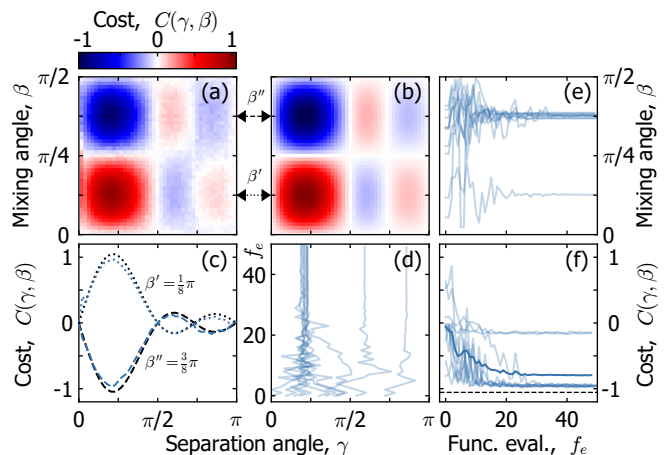 Cost, C(γ, β)
-1 0 1
π/2
π/4
0
Mixing angle, β
(a)
β′′
β′
(b)
(e)
π/2
π/4
0
Mixing angle, β
1
0
-1
Cost, C(γ, β)
(c)
β′ = 1/8 π
β′′ = 3/8 π
f_e
40
20
0
(d)
(f)
1
0
-1
Cost, C(γ, β)
0 π/2 π
0 π/2 π
0 20 40
Separation angle, γ
Func. eval., f_e